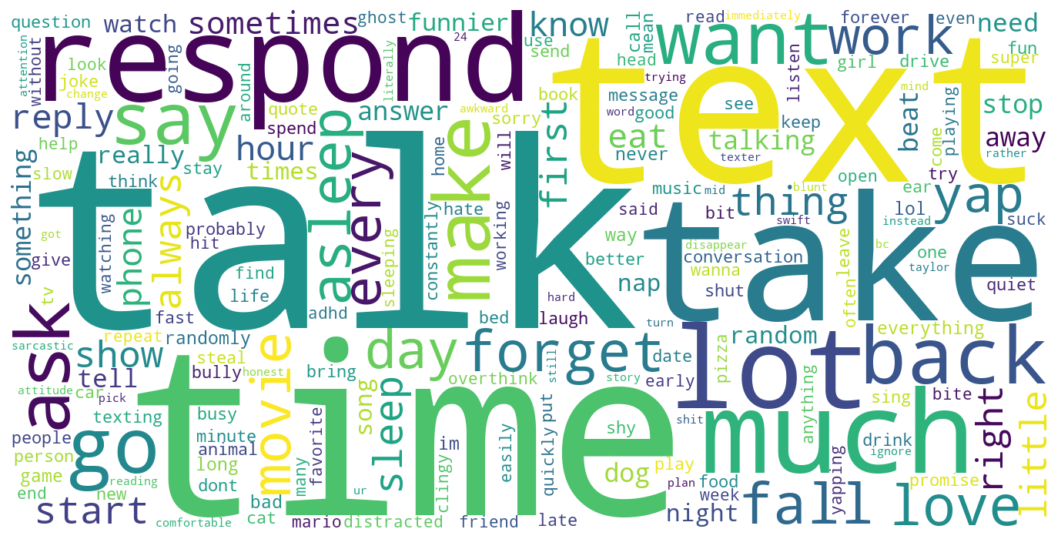 question watch sometimes ghost funnier know read immediately forever even need
respond 24 use send call mean want work fun
attention without look going joke change around literally head trying girl drive super
text listen mind
reply say quote answer awkward book message see beat playing stop
spend sorry word good keep come away
help really hour times first eat talking try rather
something slow think stay asleep every make home will never texter open ear yap
talk take
always phone watching hate working music mid blunt lol suck
got give probably hit constantly said bit thing swift instead
find sleeping way disappear bc one
life better conversation often leave taylor
tv fast adhd bed hard nap wanna shut quiet
ask repeat randomly laugh turn random everything
sarcastic show steal movie day forget date lot back
tell bully honest bring overthink still early pizza
attitude car pick story sing bite
texting busy song sleep put shit anything much right little
go time
people minute favorite im shy drink
person animal many easily quickly ignore
game long clingy dog play yapping
end new reading dont ur plan food promise
start bad week
comfortable cat mario distracted friend late night fall love